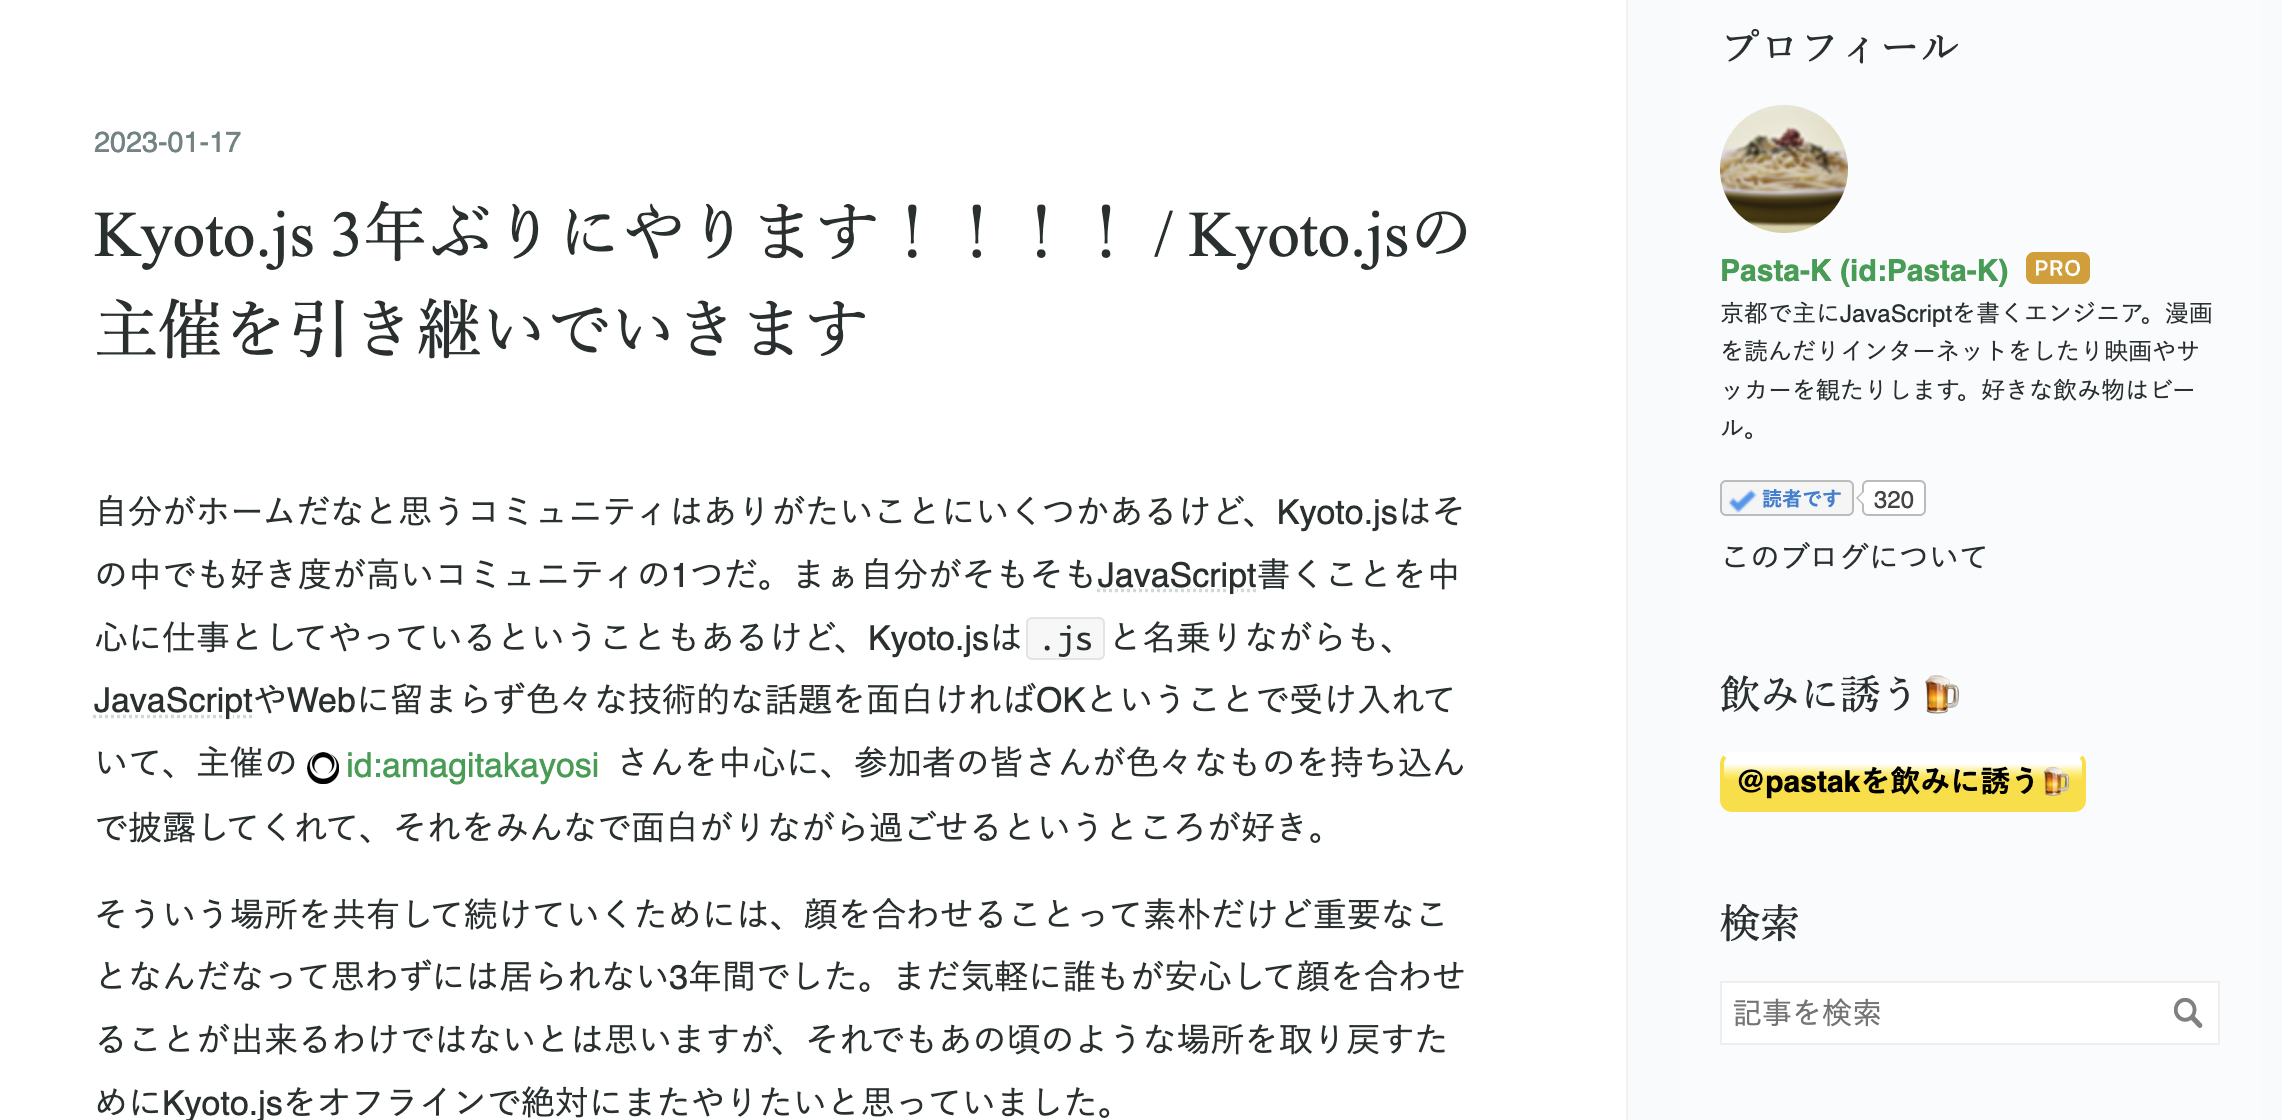 2023-01-17
Kyoto.js 3年ぶりにやります！！！！ / Kyoto.jsの
主催を引き継いでいきます
自分がホームだなと思うコミュニティはありがたいことにいくつかあるけど、Kyoto.jsはそ
の中でも好き度が高いコミュニティの1つだ。まぁ自分がそもそもJavaScript書くことを中
心に仕事としてやっているということもあるけど、Kyoto.jsは .js と名乗りながらも、
JavaScriptやWebに留まらず色々な技術的な話題を面白ければOKということで受け入れて
いて、主催の id:amagitakayosi さんを中心に、参加者の皆さんが色々なものを持ち込ん
で披露してくれて、それをみんなで面白がりながら過ごせるというところが好き。
そういう場所を共有して続けていくためには、顔を合わせることって素朴だけど重要なこ
となんだなって思わずには居られない3年間でした。まだ気軽に誰もが安心して顔を合わせ
ることが出来るわけではないとは思いますが、それでもあの頃のような場所を取り戻すた
めにKyoto.jsをオフラインで絶対にまたやりたいと思っていました。
プロフィール
Pasta-K (id:Pasta-K) PRO
京都で主にJavaScriptを書くエンジニア。漫画
を読んだりインターネットをしたり映画やサ
ッカーを観たりします。好きな飲み物はビー
ル。
読者です 320
このブログについて
飲みに誘う🍺
@pastakを飲みに誘う🍺
検索
記事を検索